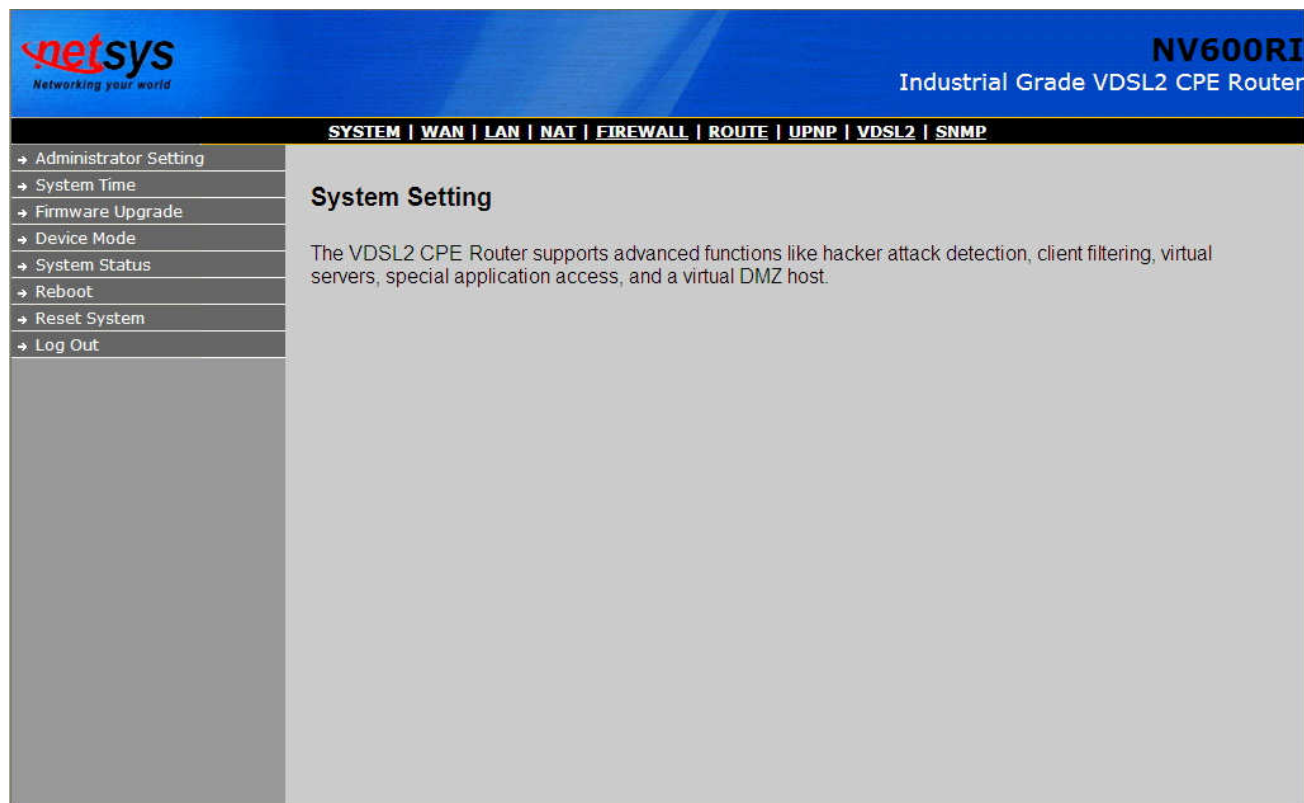 netsys
Networking your world
NV600RI
Industrial Grade VDSL2 CPE Router
SYSTEM | WAN | LAN | NAT | FIREWALL | ROUTE | UPNP | VDSL2 | SNMP
→ Administrator Setting
→ System Time
→ Firmware Upgrade
→ Device Mode
→ System Status
→ Reboot
→ Reset System
→ Log Out
System Setting
The VDSL2 CPE Router supports advanced functions like hacker attack detection, client filtering, virtual
servers, special application access, and a virtual DMZ host.